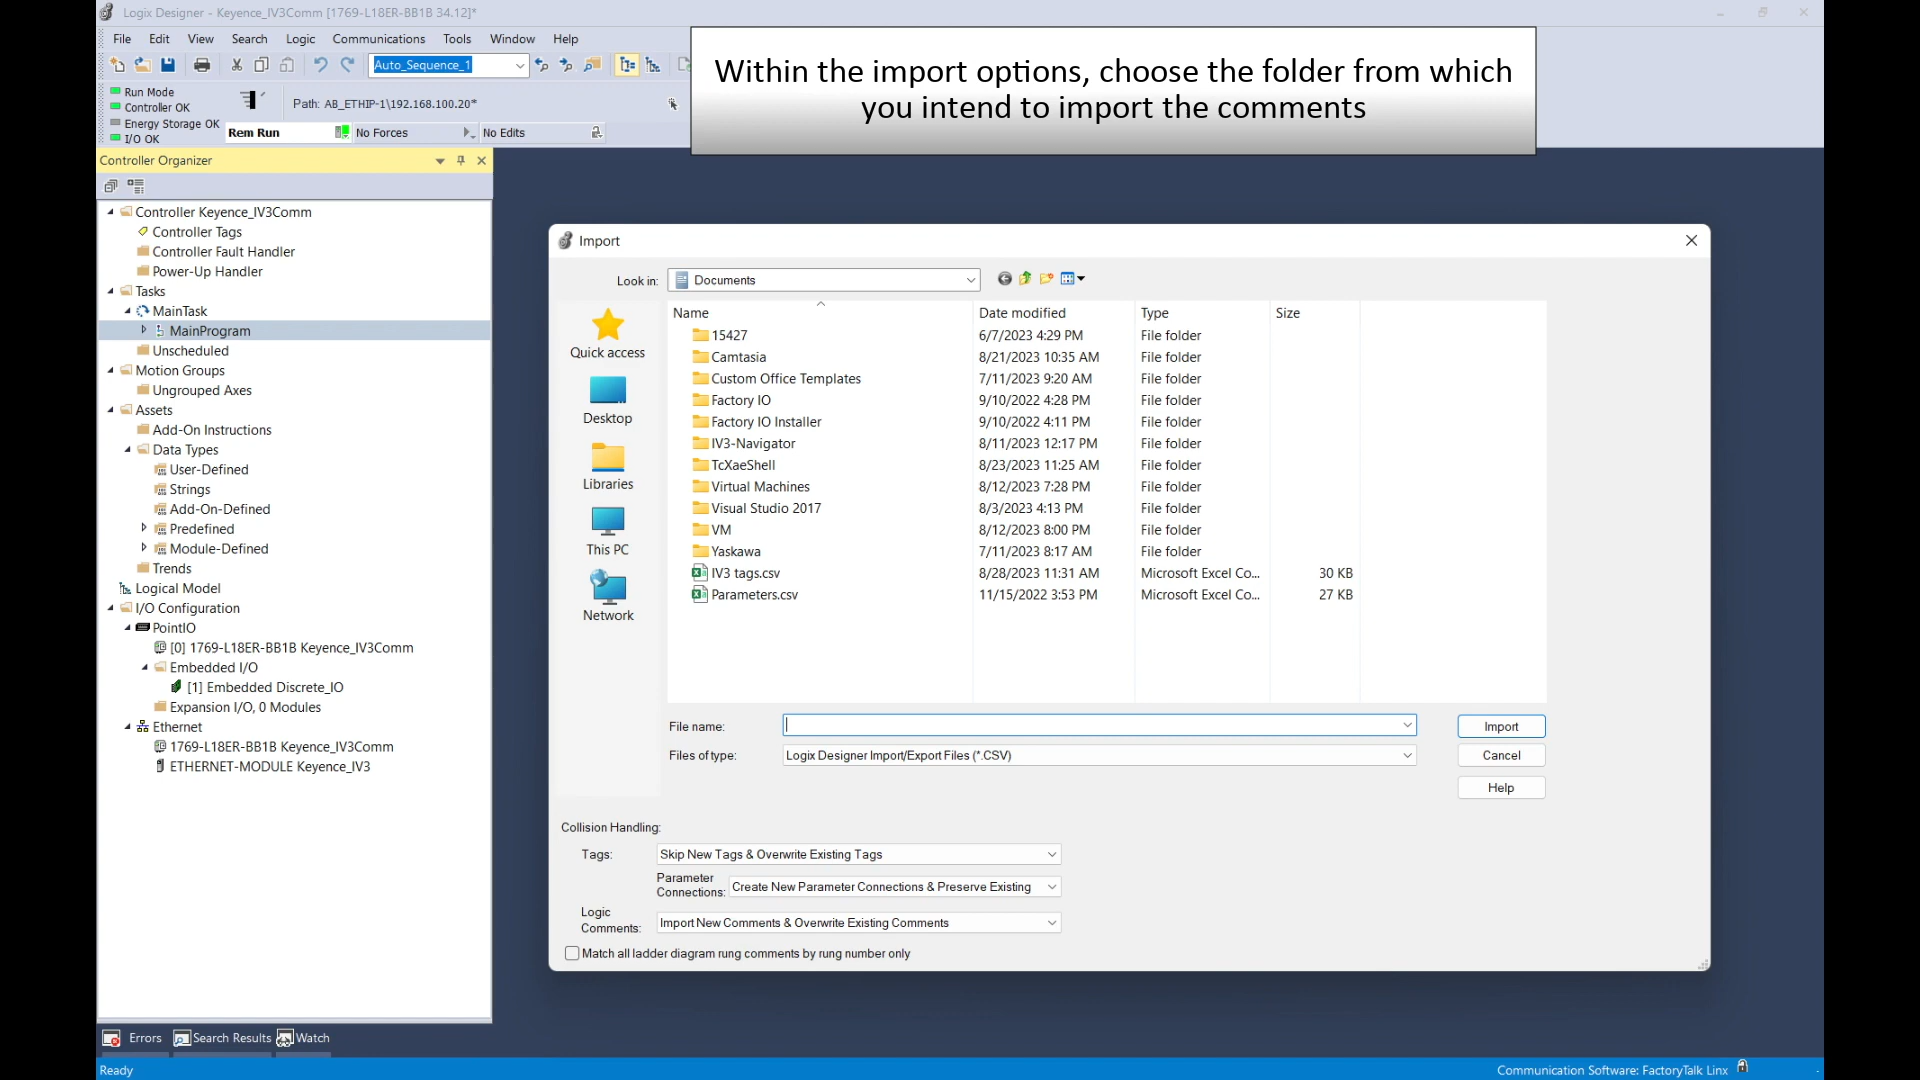 Logix Designer - Keyence_IV3Comm [1769-L18ER-BB1B 34.12]*
File Edit View Search Logic Communications Tools Window Help
Auto_Sequence_1
Within the import options, choose the folder from which
you intend to import the comments
Run Mode
Controller OK
Energy Storage OK
I/O OK
Path: AB_ETHIP-1\192.168.100.20*
Rem Run No Forces No Edits
Controller Organizer
Controller Keyence_IV3Comm
Controller Tags
Controller Fault Handler
Power-Up Handler
Tasks
MainTask
MainProgram
Unscheduled
Motion Groups
Ungrouped Axes
Assets
Add-On Instructions
Data Types
User-Defined
Strings
Add-On-Defined
Predefined
Module-Defined
Trends
Logical Model
I/O Configuration
PointIO
[0] 1769-L18ER-BB1B Keyence_IV3Comm
Embedded I/O
[1] Embedded Discrete_IO
Expansion I/O, 0 Modules
Ethernet
1769-L18ER-BB1B Keyence_IV3Comm
ETHERNET-MODULE Keyence_IV3
Import
Look in: Documents
Quick access
Desktop
Libraries
This PC
Network
Name Date modified Type Size
15427 6/7/2023 4:29 PM File folder
Camtasia 8/21/2023 10:35 AM File folder
Custom Office Templates 7/11/2023 9:20 AM File folder
Factory IO 9/10/2022 4:28 PM File folder
Factory IO Installer 9/10/2022 4:11 PM File folder
IV3-Navigator 8/11/2023 12:17 PM File folder
TcXaeShell 8/23/2023 11:25 AM File folder
Virtual Machines 8/12/2023 7:28 PM File folder
Visual Studio 2017 8/3/2023 4:13 PM File folder
VM 8/12/2023 8:00 PM File folder
Yaskawa 7/11/2023 8:17 AM File folder
IV3 tags.csv 8/28/2023 11:31 AM Microsoft Excel Co... 30 KB
Parameters.csv 11/15/2022 3:53 PM Microsoft Excel Co... 27 KB
File name: Import
Files of type: Logix Designer Import/Export Files (*.CSV) Cancel
Help
Collision Handling:
Tags: Skip New Tags & Overwrite Existing Tags
Parameter
Connections: Create New Parameter Connections & Preserve Existing
Logic
Comments: Import New Comments & Overwrite Existing Comments
Match all ladder diagram rung comments by rung number only
Errors Search Results Watch
Ready
Communication Software: FactoryTalk Linx